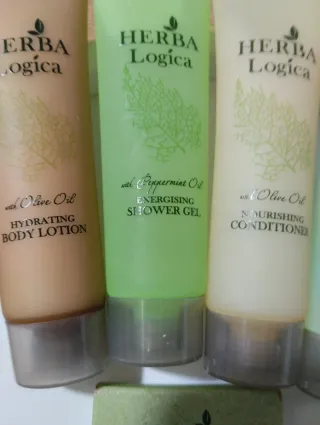 HERBA
Logica
with Olive Oil
HYDRATING
BODY LOTION
HERBA
Logica
with Peppermint Oil
ENERGISING
SHOWER GEL
HERBA
Logica
with Olive Oil
NOURISHING
CONDITIONER